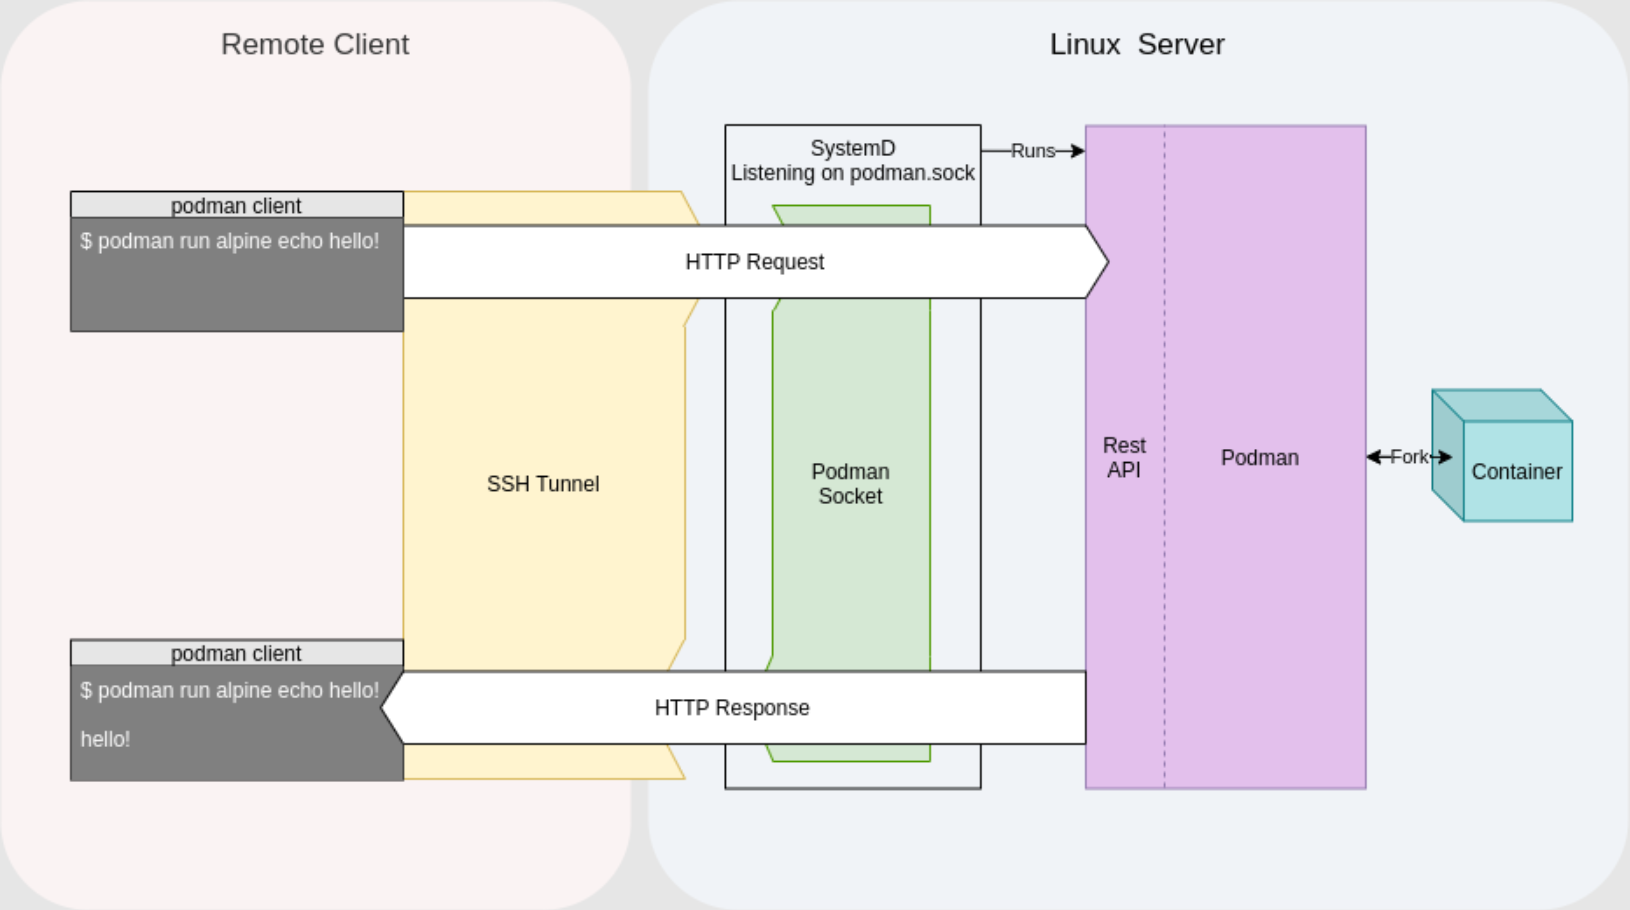 Remote Client
Linux  Server
SystemD
Listening on podman.sock
Runs
podman client
$ podman run alpine echo hello!
HTTP Request
SSH Tunnel
Podman
Socket
Rest
API
Podman
Fork
Container
podman client
$ podman run alpine echo hello!
hello!
HTTP Response